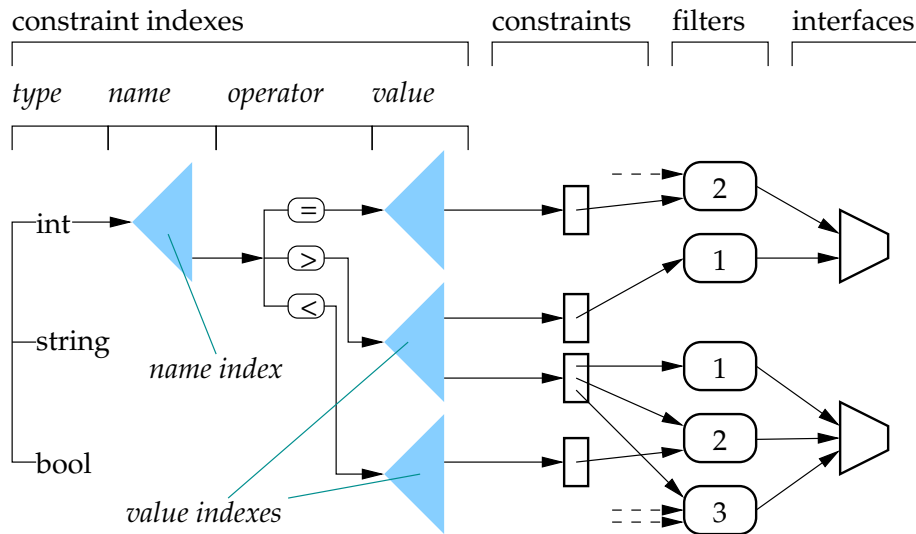 constraint indexes constraints filters interfaces
type name operator value
2
int =
> 1
<
string
name index 1
2
bool
value indexes 3